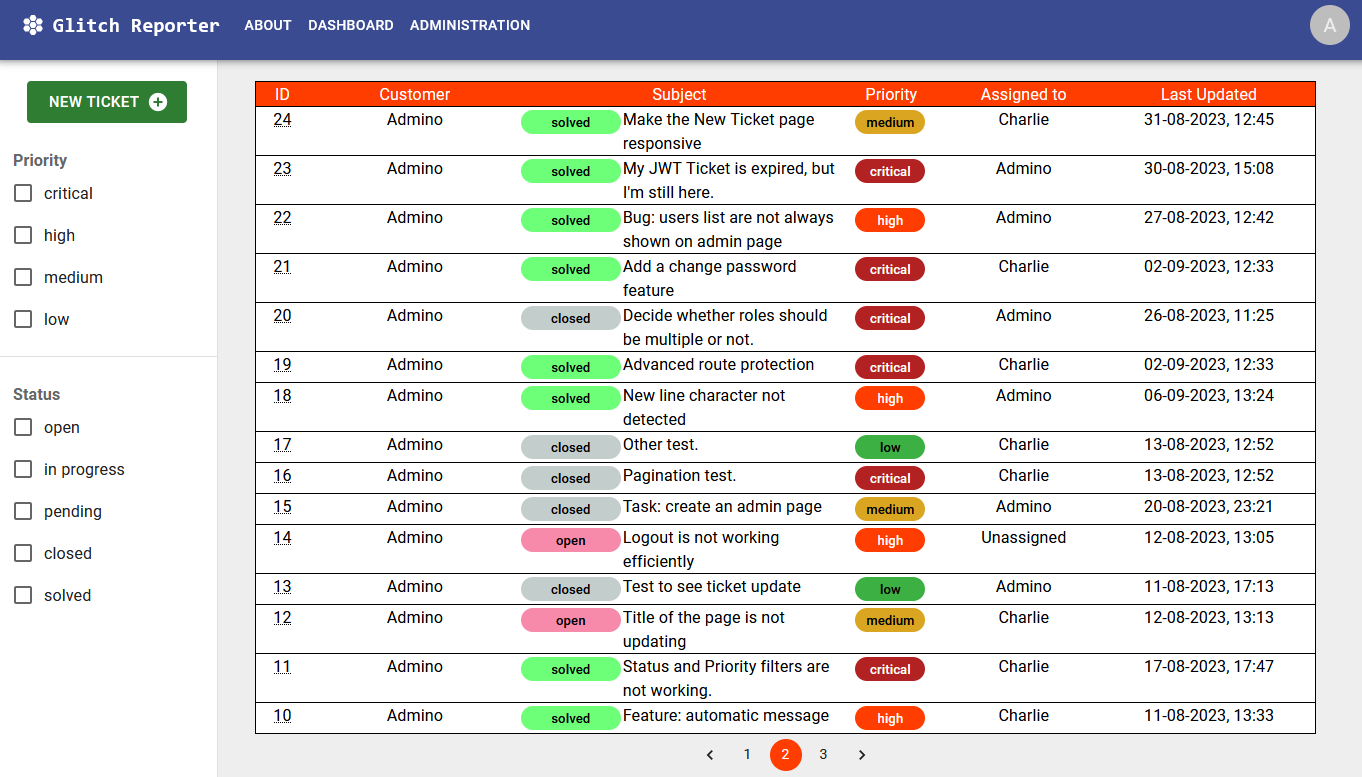 Glitch Reporter ABOUT DASHBOARD ADMINISTRATION A
NEW TICKET
Priority
critical
high
medium
low
Status
open
in progress
pending
closed
solved
ID Customer Subject Priority Assigned to Last Updated
24 Admino solved Make the New Ticket page medium Charlie 31-08-2023, 12:45
responsive
23 Admino solved My JWT Ticket is expired, but critical Admino 30-08-2023, 15:08
I'm still here.
22 Admino solved Bug: users list are not always high Admino 27-08-2023, 12:42
shown on admin page
21 Admino solved Add a change password critical Charlie 02-09-2023, 12:33
feature
20 Admino closed Decide whether roles should critical Admino 26-08-2023, 11:25
be multiple or not.
19 Admino solved Advanced route protection critical Charlie 02-09-2023, 12:33
18 Admino solved New line character not high Admino 06-09-2023, 13:24
detected
17 Admino closed Other test. low Charlie 13-08-2023, 12:52
16 Admino closed Pagination test. critical Charlie 13-08-2023, 12:52
15 Admino closed Task: create an admin page medium Admino 20-08-2023, 23:21
14 Admino open Logout is not working high Unassigned 12-08-2023, 13:05
efficiently
13 Admino closed Test to see ticket update low Admino 11-08-2023, 17:13
12 Admino open Title of the page is not medium Charlie 12-08-2023, 13:13
updating
11 Admino solved Status and Priority filters are critical Charlie 17-08-2023, 17:47
not working.
10 Admino solved Feature: automatic message high Charlie 11-08-2023, 13:33
1 2 3